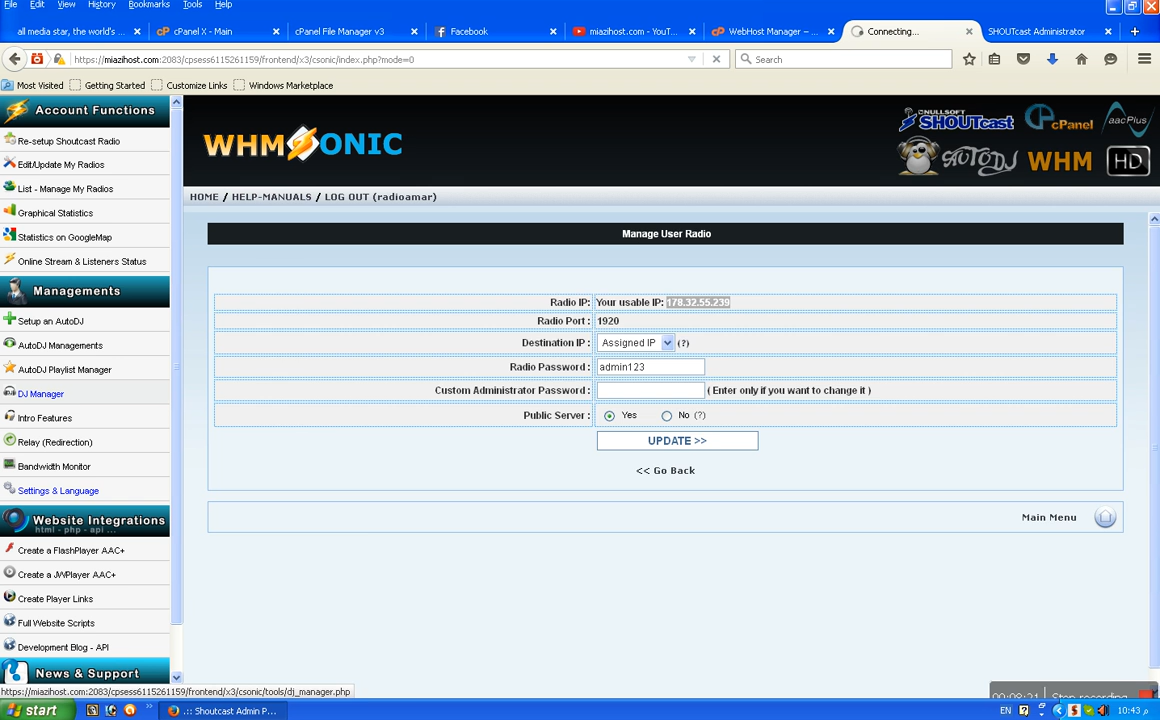 File Edit View History Bookmarks Tools Help
all media star, the world's ... × cPanel X - Main × cPanel File Manager v3 × Facebook × miazihost.com - YouT... × WebHost Manager – ... × Connecting... × SHOUTcast Administrator × +
https://miazihost.com:2083/cpsess6115261159/frontend/x3/csonic/index.php?mode=0 Search
Most Visited Getting Started Customize Links Windows Marketplace
Account Functions
Re-setup Shoutcast Radio
Edit/Update My Radios
List - Manage My Radios
Graphical Statistics
Statistics on GoogleMap
Online Stream & Listeners Status
Managements
Setup an AutoDJ
AutoDJ Managements
AutoDJ Playlist Manager
DJ Manager
Intro Features
Relay (Redirection)
Bandwidth Monitor
Settings & Language
Website Integrations
html - php - api ...
Create a FlashPlayer AAC+
Create a JWPlayer AAC+
Create Player Links
Full Website Scripts
Development Blog - API
News & Support
WHMSONIC
NULLSOFT
SHOUTcast cPanel aacPlus
AUTODJ WHM HD
HOME / HELP-MANUALS / LOG OUT (radioamar)
Manage User Radio
Radio IP: Your usable IP: 178.32.55.239
Radio Port : 1920
Destination IP : Assigned IP (?)
Radio Password : admin123
Custom Administrator Password : ( Enter only if you want to change it )
Public Server : Yes No (?)
UPDATE >>
<< Go Back
Main Menu
https://miazihost.com:2083/cpsess6115261159/frontend/x3/csonic/tools/dj_manager.php
00:08:21 Stop recording
start .:: Shoutcast Admin P... EN 10:43 م